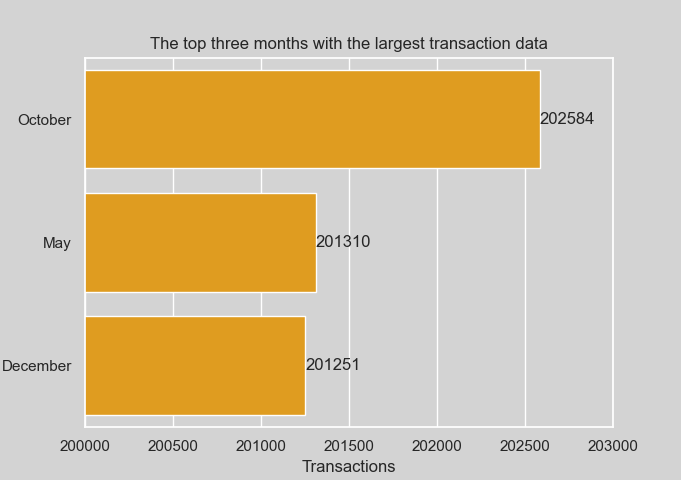 The top three months with the largest transaction data
October
202584
May
201310
December
201251
200000 200500 201000 201500 202000 202500 203000
Transactions